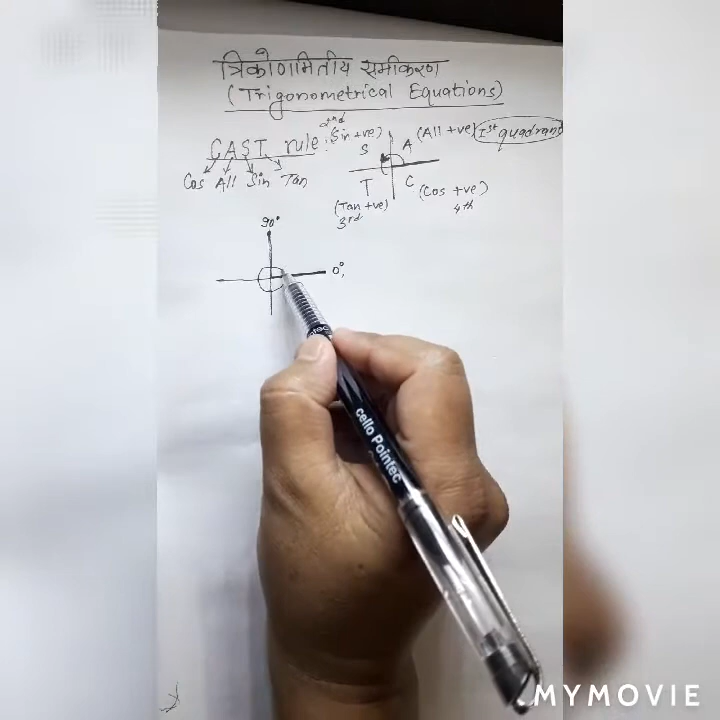 त्रिकोणमितीय समीकरण
(Trigonometrical Equations)
CAST rule:
Cos All Sin Tan
2nd (Sin +ve)
S
A (All +ve) Ist quadrant
T
(Tan +ve)
3rd
C (Cos +ve)
4th
90°
0°,
cello Pointec
MYMOVIE